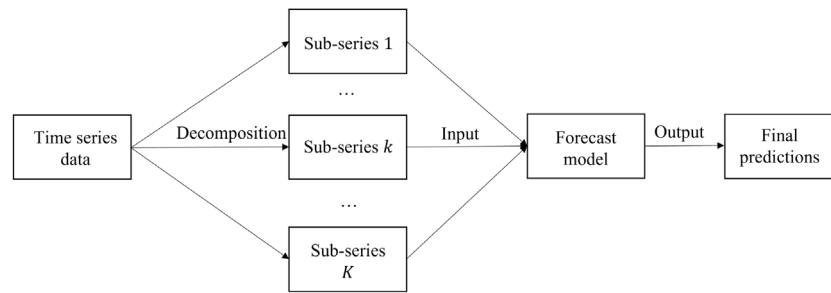 Sub-series 1
...
Time series
data
Decomposition
Sub-series k
Input
Forecast
model
Output
Final
predictions
...
Sub-series
K